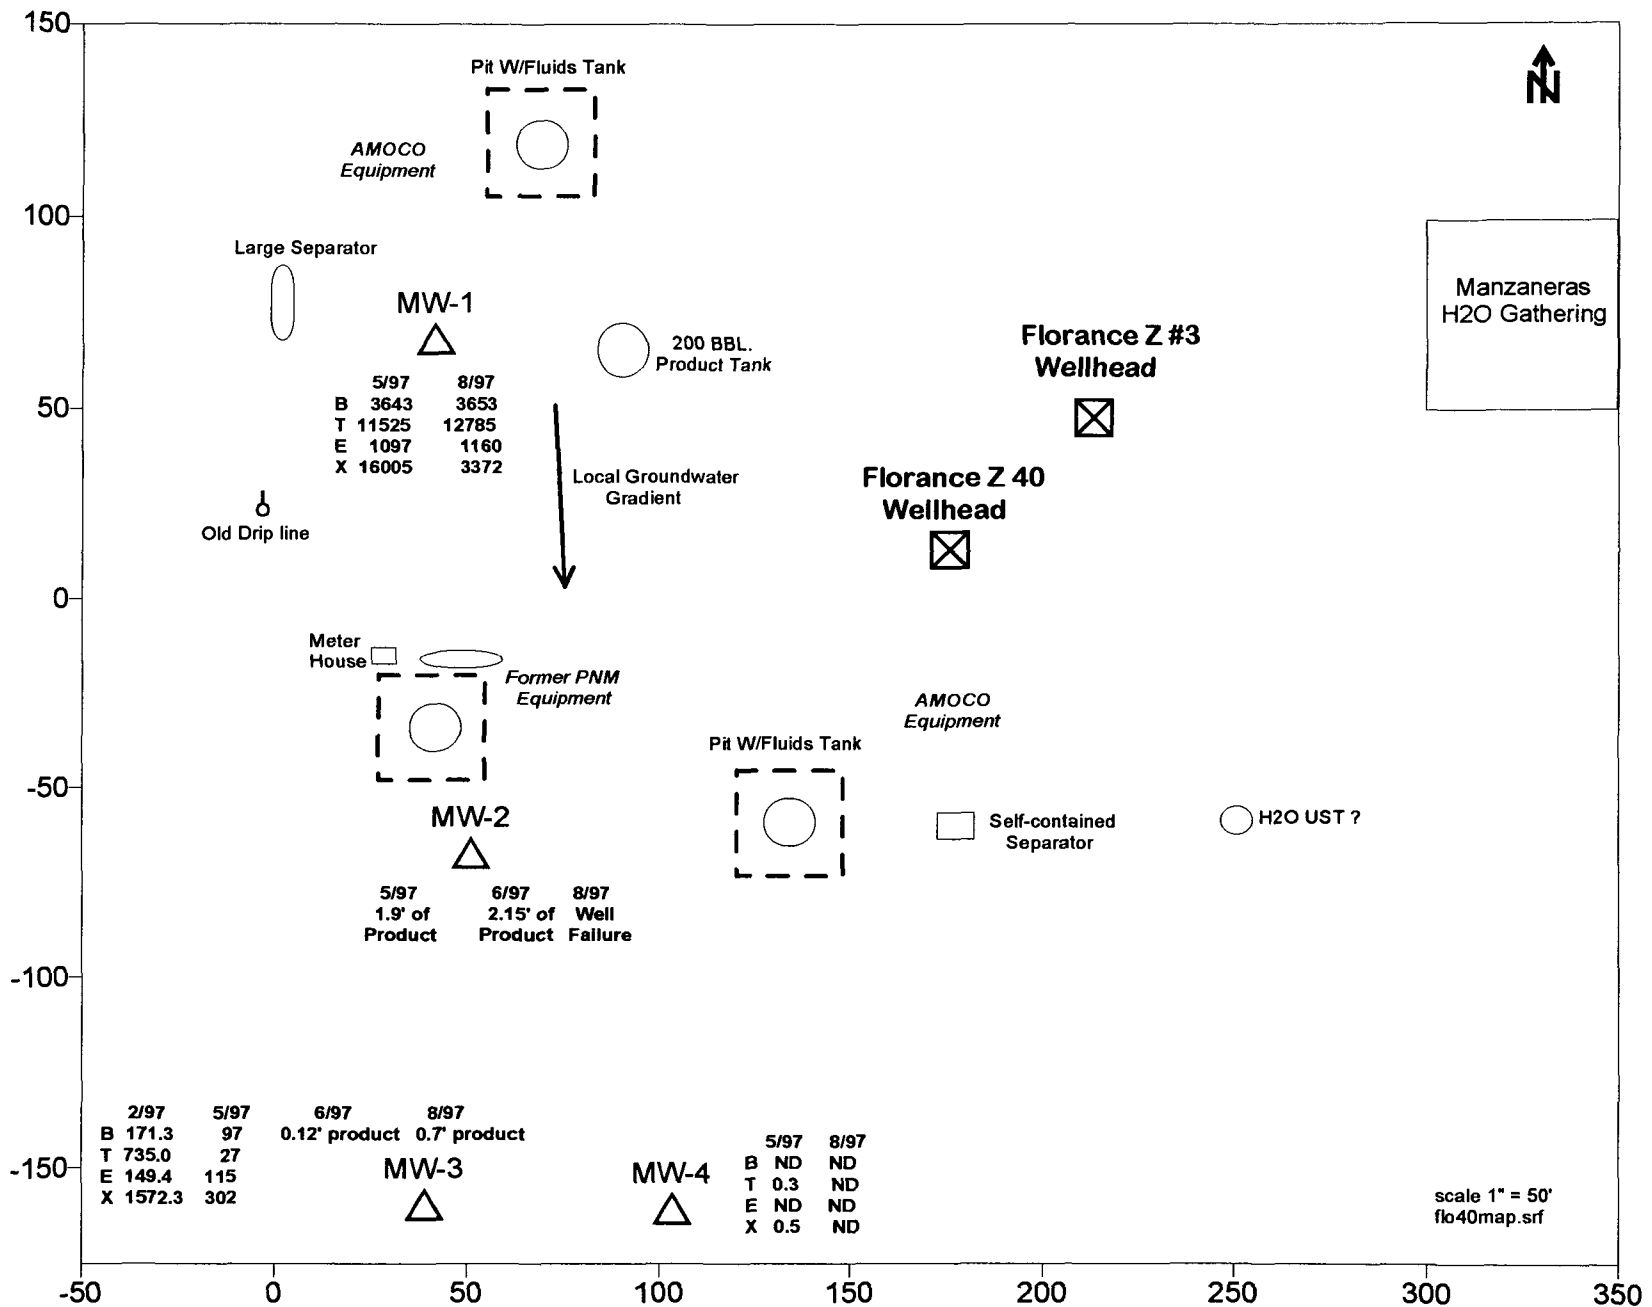 150
Pit W/Fluids Tank
N
AMOCO
Equipment
100
Large Separator
MW-1
Manzaneras
H2O Gathering
200 BBL.
Product Tank
Florance Z #3
Wellhead
5/97 8/97
B 3643 3653
T 11525 12785
E 1097 1160
X 16005 3372
50
Local Groundwater
Gradient
Florance Z 40
Wellhead
Old Drip line
0
Meter
House
Former PNM
Equipment
AMOCO
Equipment
Pit W/Fluids Tank
-50
MW-2
Self-contained
Separator
H2O UST ?
5/97 6/97 8/97
1.9' of 2.15' of Well
Product Product Failure
-100
2/97 5/97 6/97 8/97
B 171.3 97 0.12' product 0.7' product
T 735.0 27
E 149.4 115
X 1572.3 302
-150
MW-3
MW-4
5/97 8/97
B ND ND
T 0.3 ND
E ND ND
X 0.5 ND
scale 1" = 50'
flo40map.srf
-50 0 50 100 150 200 250 300 350